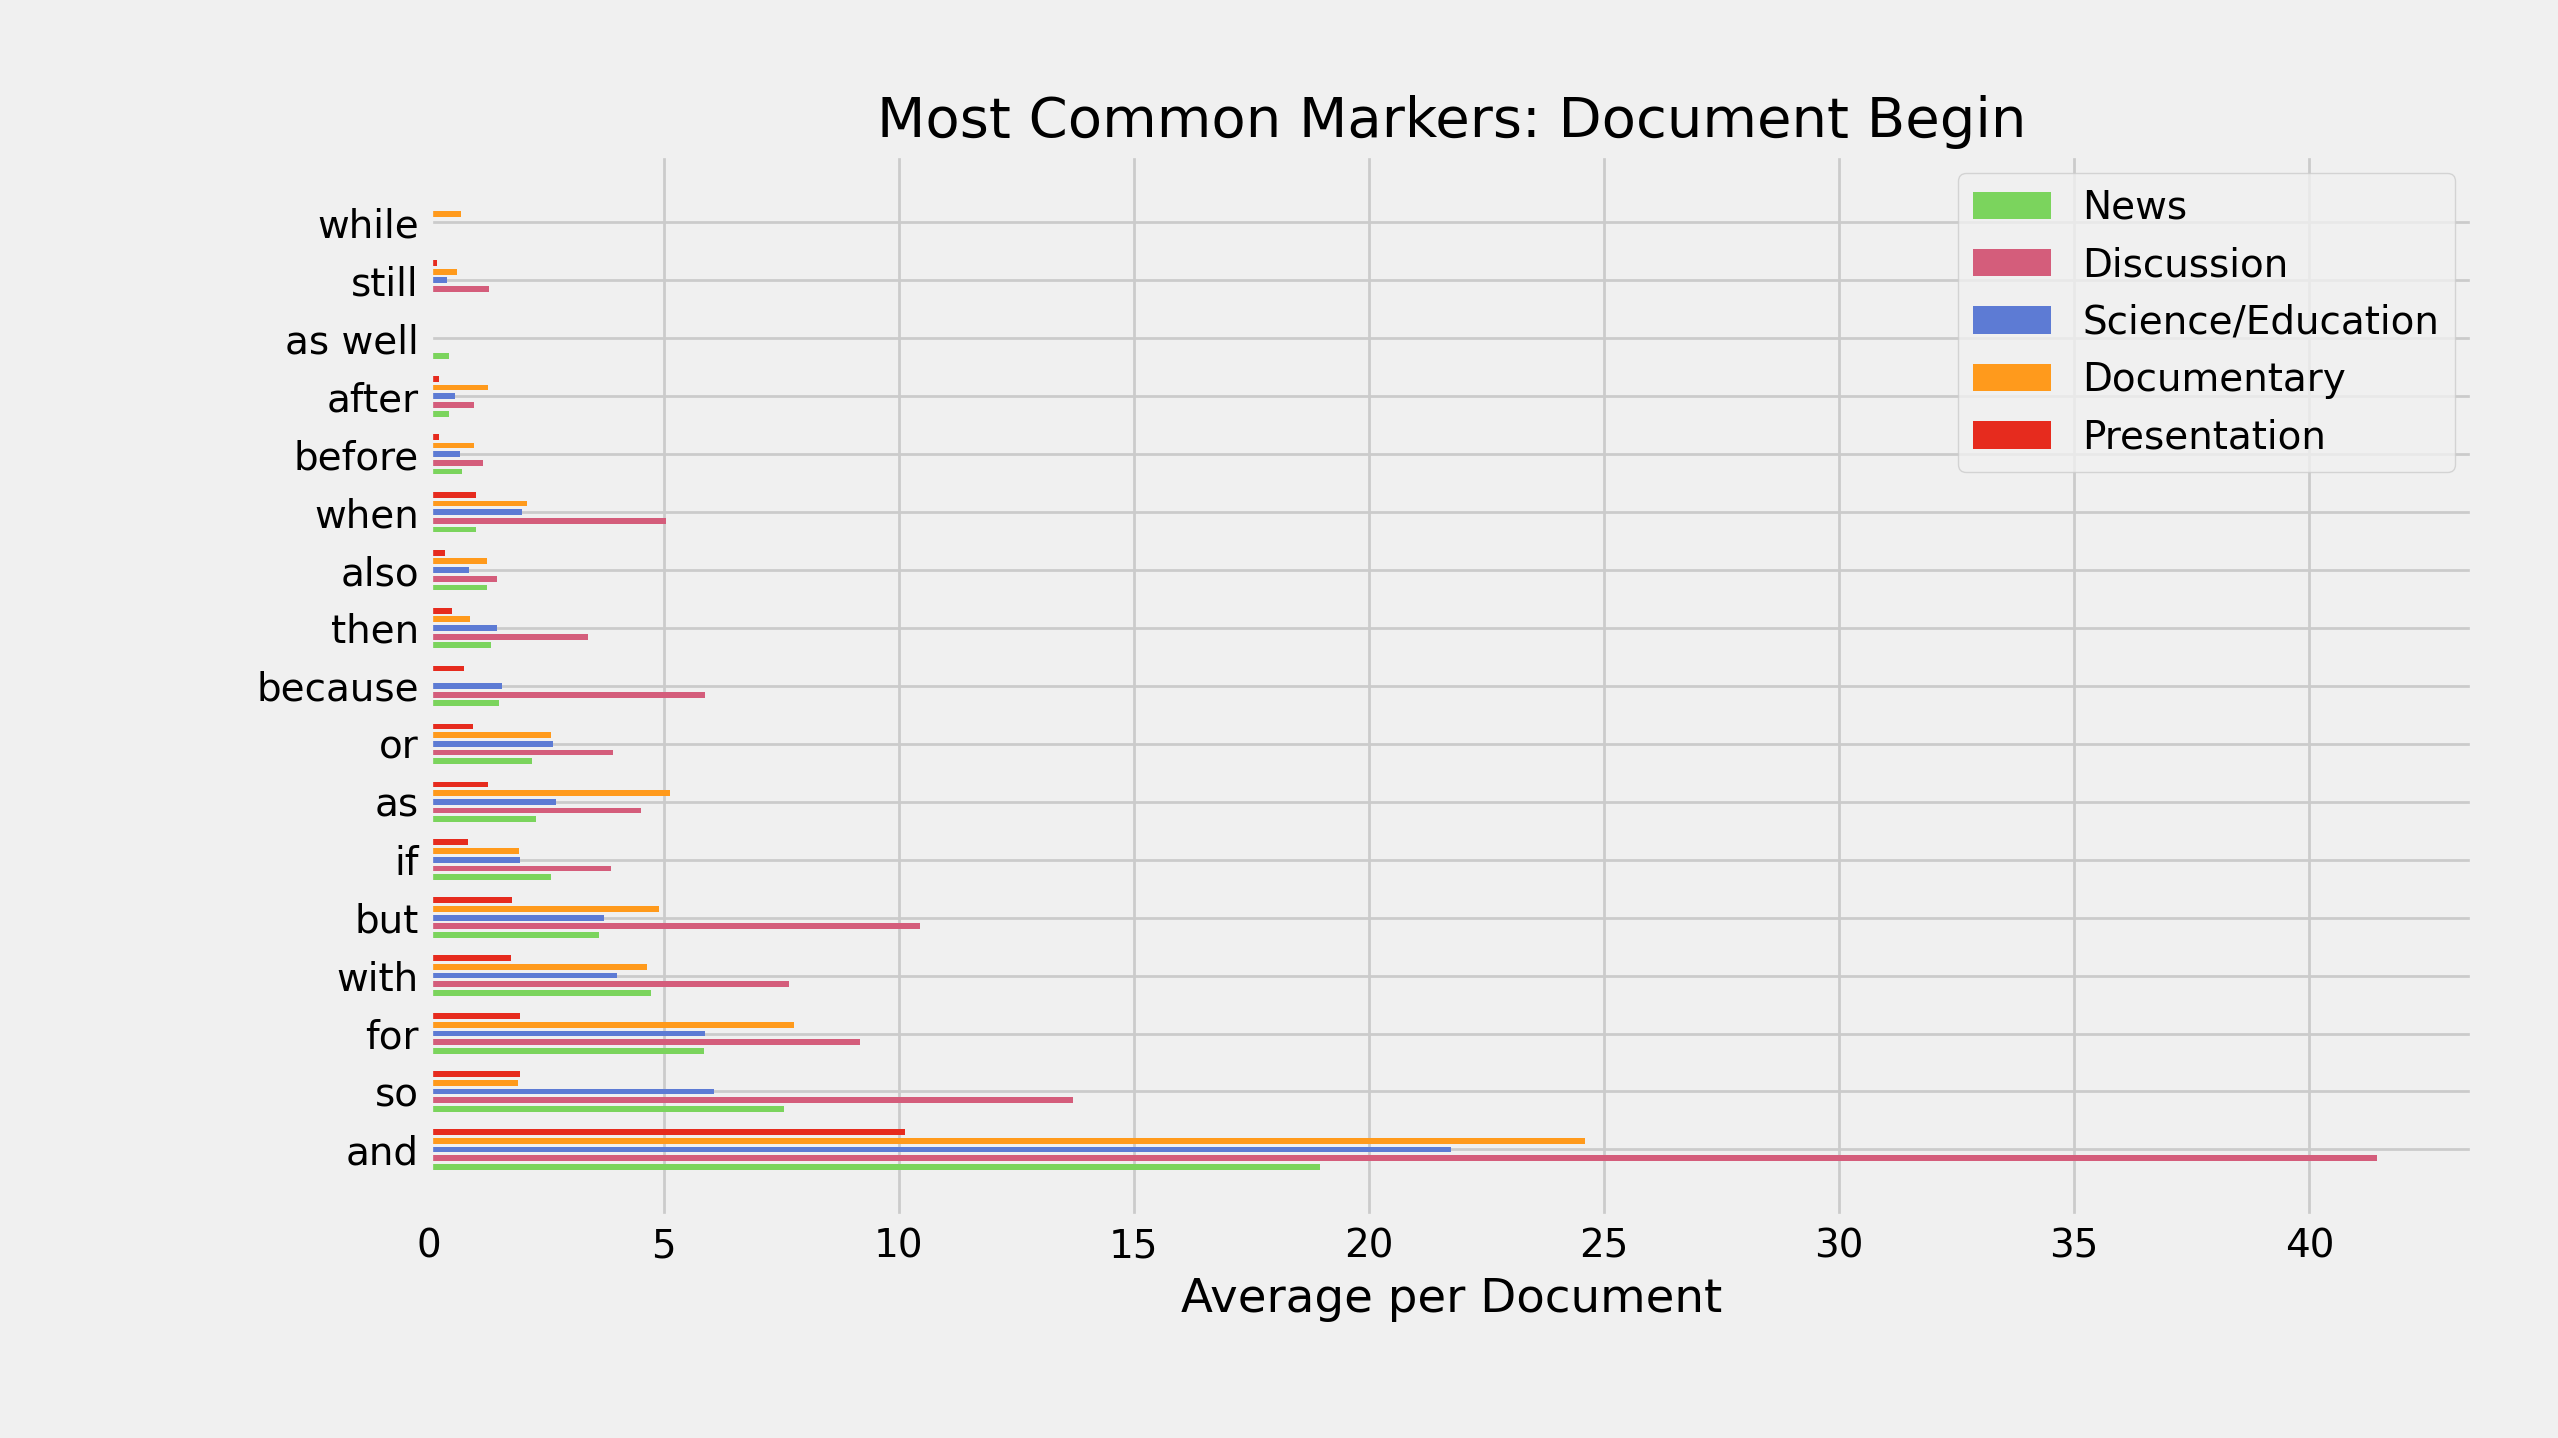 Most Common Markers: Document Begin
News
Discussion
Science/Education
Documentary
Presentation
while
still
as well
after
before
when
also
then
because
or
as
if
but
with
for
so
and
0 5 10 15 20 25 30 35 40
Average per Document